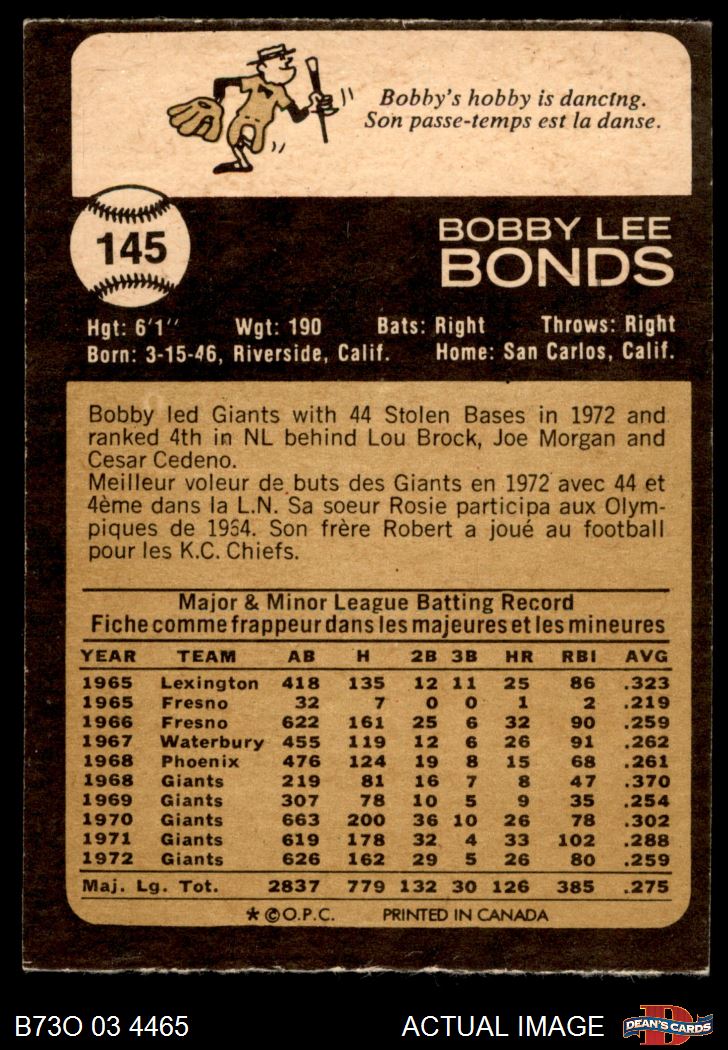 Bobby's hobby is dancing.
Son passe-temps est la danse.
145
BOBBY LEE
BONDS
Hgt: 6'1" Wgt: 190 Bats: Right Throws: Right
Born: 3-15-46, Riverside, Calif. Home: San Carlos, Calif.
Bobby led Giants with 44 Stolen Bases in 1972 and
ranked 4th in NL behind Lou Brock, Joe Morgan and
Cesar Cedeno.
Meilleur voleur de buts des Giants en 1972 avec 44 et
4ème dans la L.N. Sa soeur Rosie participa aux Olym-
piques de 1964. Son frère Robert a joué au football
pour les K.C. Chiefs.
Major & Minor League Batting Record
Fiche comme frappeur dans les majeures et les mineures
YEAR TEAM AB H 2B 3B HR RBI AVG
1965 Lexington 418 135 12 11 25 86 .323
1965 Fresno 32 7 0 0 1 2 .219
1966 Fresno 622 161 25 6 32 90 .259
1967 Waterbury 455 119 12 6 26 91 .262
1968 Phoenix 476 124 19 8 15 68 .261
1968 Giants 219 81 16 7 8 47 .370
1969 Giants 307 78 10 5 9 35 .254
1970 Giants 663 200 36 10 26 78 .302
1971 Giants 619 178 32 4 33 102 .288
1972 Giants 626 162 29 5 26 80 .259
Maj. Lg. Tot. 2837 779 132 30 126 385 .275
* © O.P.C. PRINTED IN CANADA
B73O 03 4465 ACTUAL IMAGE D DEAN'S CARDS